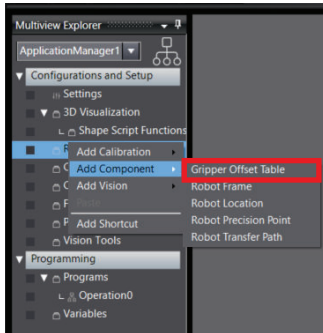 Multiview Explorer
ApplicationManager1
Configurations and Setup
Settings
3D Visualization
Shape Script Functions
R
Add Calibration
C
Add Component
Gripper Offset Table
C
Add Vision
Robot Frame
F
Paste
Robot Location
P
Add Shortcut
Robot Precision Point
Vision Tools
Robot Transfer Path
Programming
Programs
Operation0
Variables